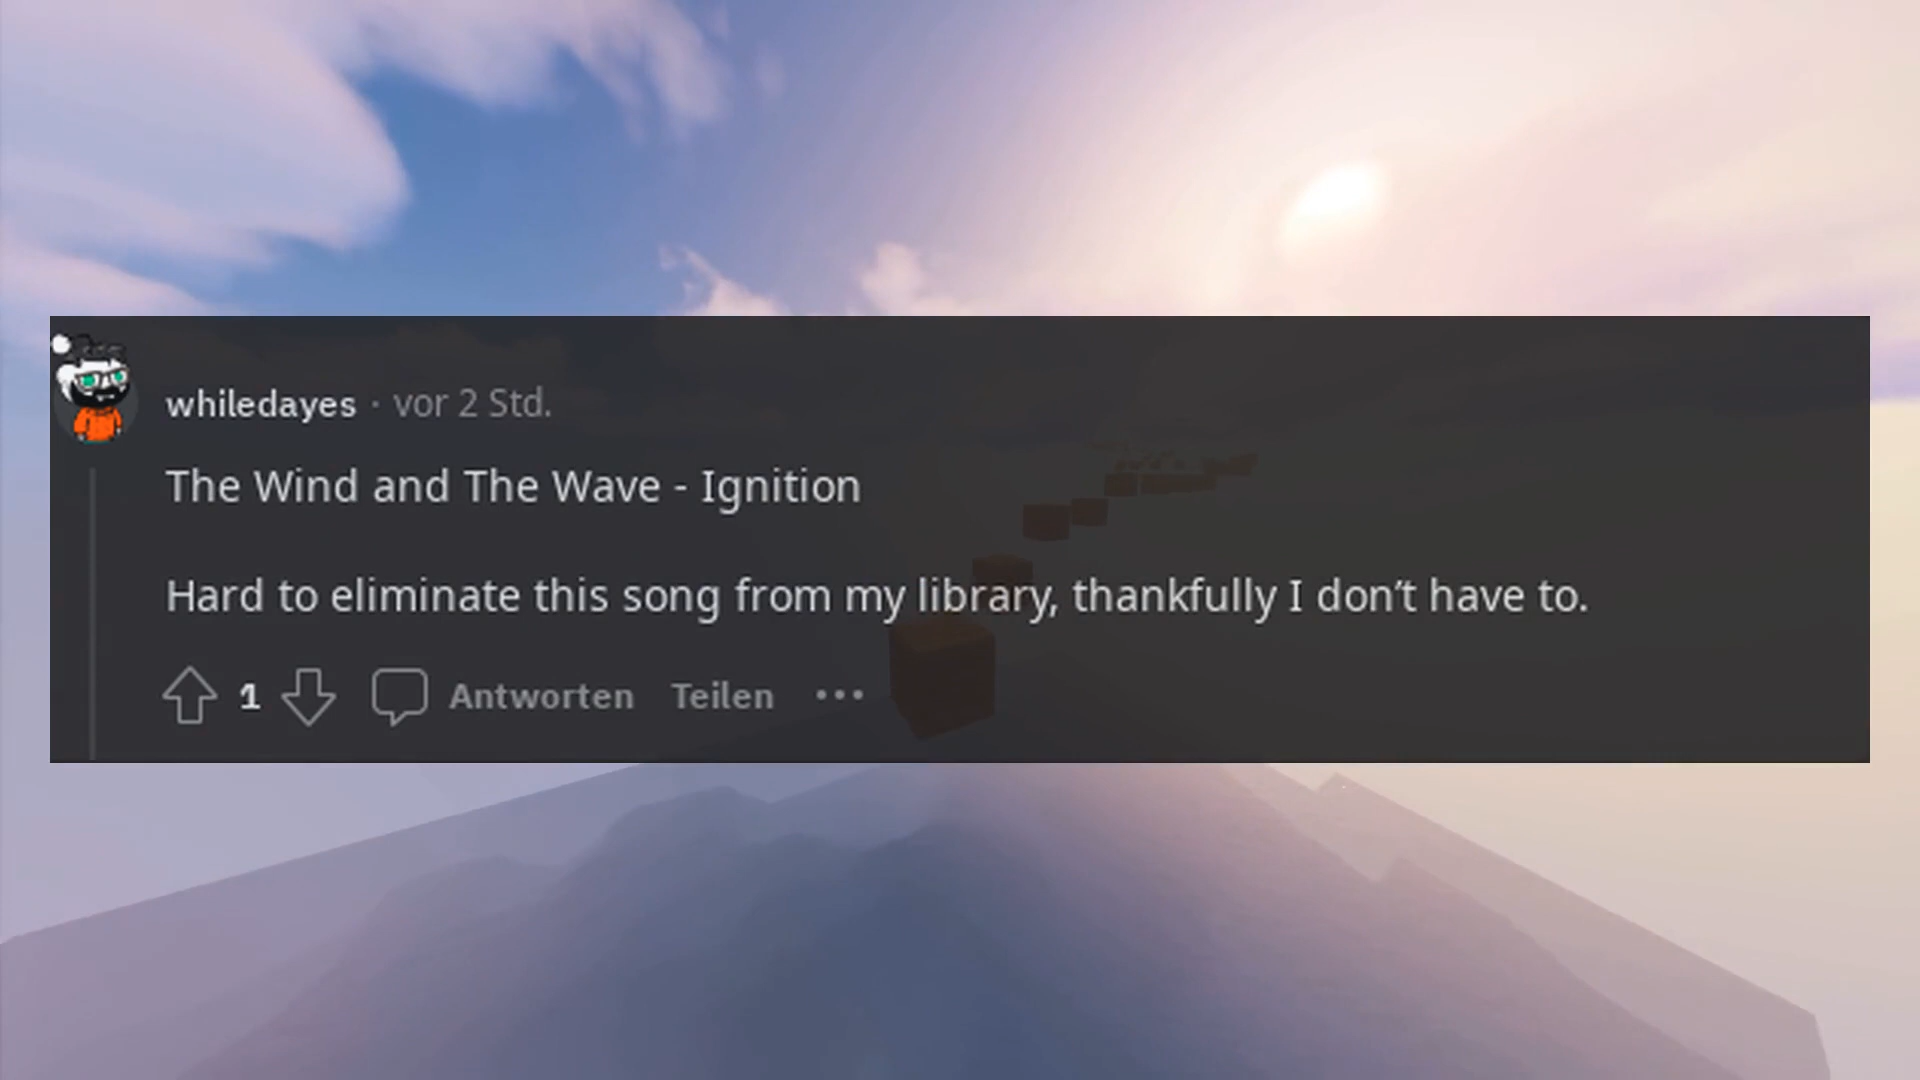 whiledayes · vor 2 Std.
The Wind and The Wave - Ignition
Hard to eliminate this song from my library, thankfully I don’t have to.
1 Antworten Teilen •••